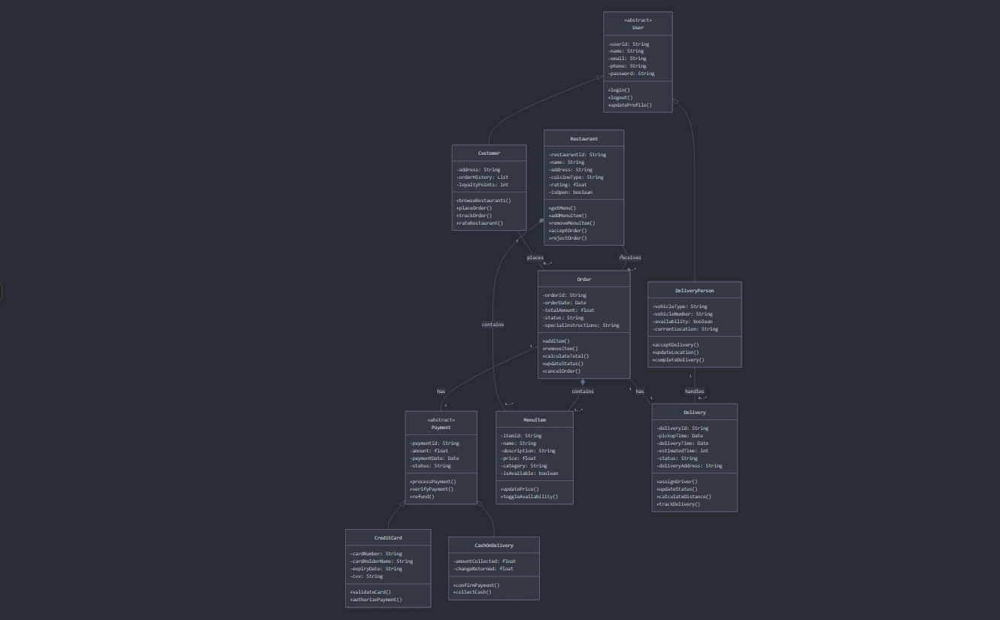 «abstract»
User
-userId: String
-name: String
-email: String
-phone: String
-password: String
+login()
+logout()
+updateProfile()
Restaurant
-restaurantId: String
-name: String
-address: String
-cuisineType: String
-rating: float
-isOpen: boolean
+getMenu()
+addMenuItem()
+removeMenuItem()
+acceptOrder()
+rejectOrder()
Customer
-address: String
-orderHistory: List
-loyaltyPoints: int
+browseRestaurants()
+placeOrder()
+trackOrder()
+rateRestaurant()
1
places
0..*
receives
0..*
Order
-orderId: String
-orderDate: Date
-totalAmount: float
-status: String
-specialInstructions: String
+addItem()
+removeItem()
+calculateTotal()
+updateStatus()
+cancelOrder()
DeliveryPerson
-vehicleType: String
-vehicleNumber: String
-availability: boolean
-currentLocation: String
+acceptDelivery()
+updateLocation()
+completeDelivery()
contains
1
has
1
contains
1..*
1..*
1
has
1
1
handles
0..*
«abstract»
Payment
-paymentId: String
-amount: float
-paymentDate: Date
-status: String
+processPayment()
+verifyPayment()
+refund()
MenuItem
-itemId: String
-name: String
-description: String
-price: float
-category: String
-isAvailable: boolean
+updatePrice()
+toggleAvailability()
Delivery
-deliveryId: String
-pickupTime: Date
-deliveryTime: Date
-estimatedTime: int
-status: String
-deliveryAddress: String
+assignDriver()
+updateStatus()
+calculateDistance()
+trackDelivery()
CreditCard
-cardNumber: String
-cardHolderName: String
-expiryDate: String
-cvv: String
+validateCard()
+authorizePayment()
CashOnDelivery
-amountCollected: float
-changeReturned: float
+confirmPayment()
+collectCash()